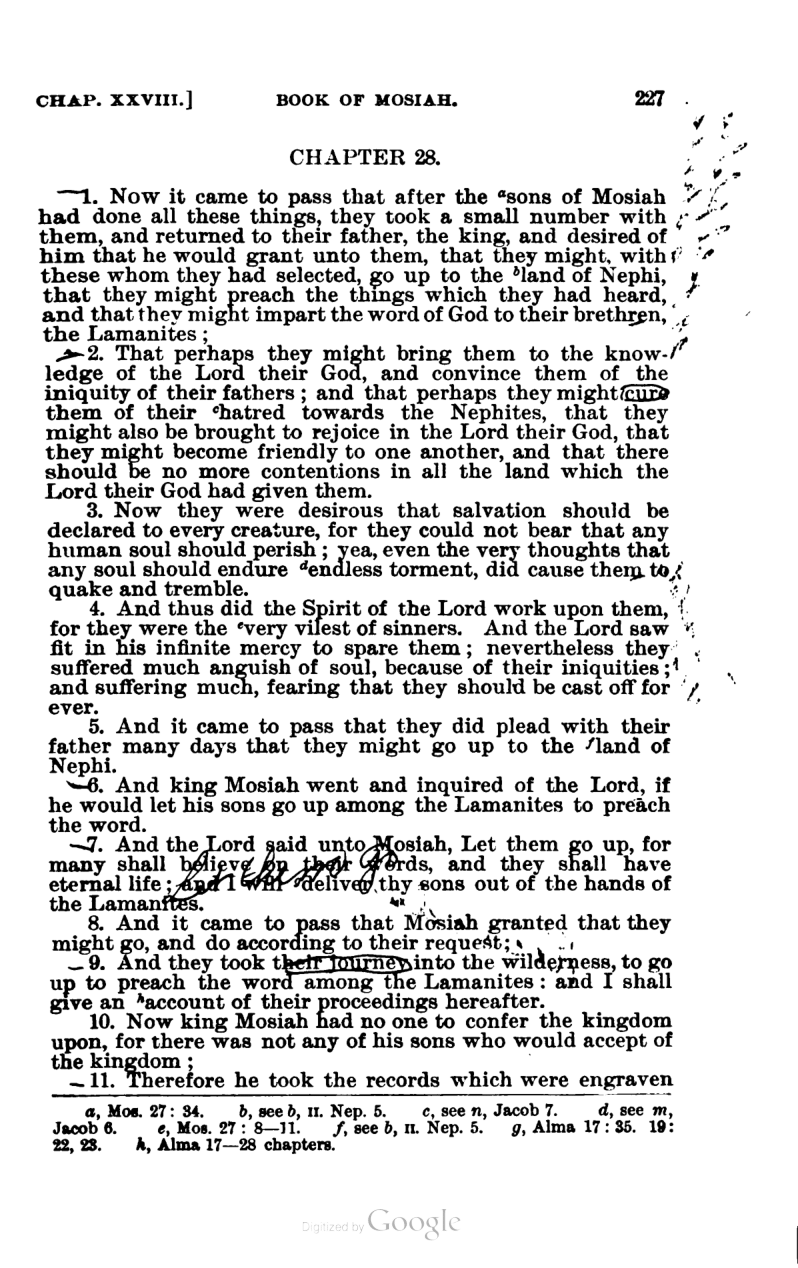 CHAP. XXVIII.] BOOK OF MOSIAH. 227
CHAPTER 28.
1. Now it came to pass that after the ᵃsons of Mosiah
had done all these things, they took a small number with
them, and returned to their father, the king, and desired of
him that he would grant unto them, that they might, with
these whom they had selected, go up to the ᵇland of Nephi,
that they might preach the things which they had heard,
and that they might impart the word of God to their brethren,
the Lamanites;
2. That perhaps they might bring them to the know-
ledge of the Lord their God, and convince them of the
iniquity of their fathers; and that perhaps they might cure
them of their ᶜhatred towards the Nephites, that they
might also be brought to rejoice in the Lord their God, that
they might become friendly to one another, and that there
should be no more contentions in all the land which the
Lord their God had given them.
3. Now they were desirous that salvation should be
declared to every creature, for they could not bear that any
human soul should perish; yea, even the very thoughts that
any soul should endure ᵈendless torment, did cause them to
quake and tremble.
4. And thus did the Spirit of the Lord work upon them,
for they were the ᵉvery vilest of sinners. And the Lord saw
fit in his infinite mercy to spare them; nevertheless they
suffered much anguish of soul, because of their iniquities;
and suffering much, fearing that they should be cast off for
ever.
5. And it came to pass that they did plead with their
father many days that they might go up to the ᶠland of
Nephi.
6. And king Mosiah went and inquired of the Lord, if
he would let his sons go up among the Lamanites to preach
the word.
7. And the Lord said unto Mosiah, Let them go up, for
many shall believe on their words, and they shall have
eternal life; and I will ᵍdeliver thy sons out of the hands of
the Lamanites.
8. And it came to pass that Mosiah granted that they
might go, and do according to their request;
9. And they took their journey into the wilderness, to go
up to preach the word among the Lamanites: and I shall
give an ʰaccount of their proceedings hereafter.
10. Now king Mosiah had no one to confer the kingdom
upon, for there was not any of his sons who would accept of
the kingdom;
11. Therefore he took the records which were engraven
a, Mos. 27: 34. b, see b, II. Nep. 5. c, see n, Jacob 7. d, see m,
Jacob 6. e, Mos. 27: 8—11. f, see b, II. Nep. 5. g, Alma 17: 35. 19:
22, 23. h, Alma 17—28 chapters.
Digitized by Google